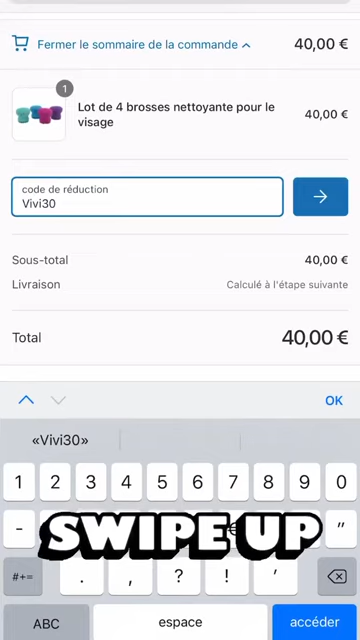 Fermer le sommaire de la commande
40,00 €
1
Lot de 4 brosses nettoyante pour le
visage
40,00 €
code de réduction
Vivi30
Sous-total
40,00 €
Livraison
Calculé à l'étape suivante
Total
40,00 €
OK
«Vivi30»
1 2 3 4 5 6 7 8 9 0
- € "
SWIPE UP
#+= . , ? ! '
ABC espace accéder